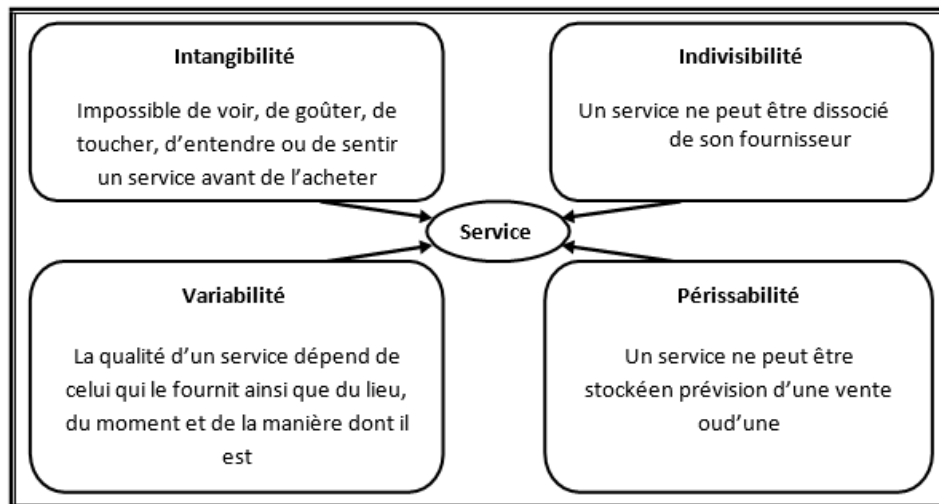 Intangibilité
Impossible de voir, de goûter, de
toucher, d’entendre ou de sentir
un service avant de l’acheter
Indivisibilité
Un service ne peut être dissocié
de son fournisseur
Service
Variabilité
La qualité d’un service dépend de
celui qui le fournit ainsi que du lieu,
du moment et de la manière dont il
est
Périssabilité
Un service ne peut être
stockéen prévision d’une vente
oud’une